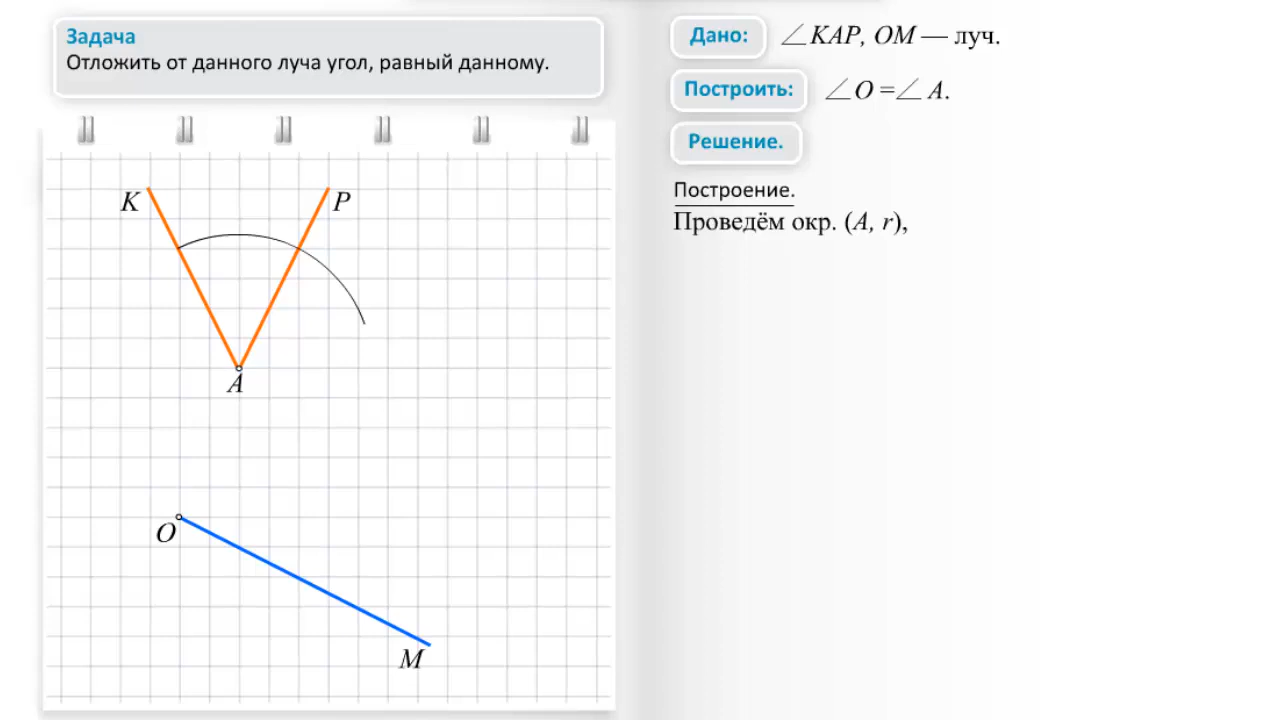 Задача
Отложить от данного луча угол, равный данному.
K
P
A
O
M
Дано: ∠KAP, OM — луч.
Построить: ∠O =∠ A.
Решение.
Построение.
Проведём окр. (A, r),